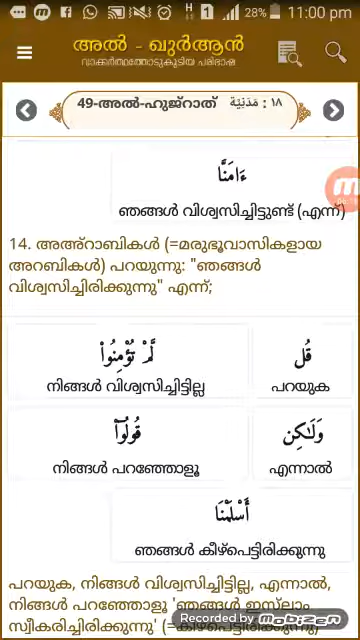 28% 11:00 pm
അൽ - ഖുർആൻ
വാക്കർത്ഥത്തോടുകൂടിയ പരിഭാഷ
49-അൽ-ഹുജ്റാത് مَدَنِيَّة : ١٨
ءَامَنَّا
ഞങ്ങൾ വിശ്വസിച്ചിട്ടുണ്ട് (എന്ന്)
14. അഅ്റാബികൾ (=മരുഭൂവാസികളായ
അറബികൾ) പറയുന്നു: "ഞങ്ങൾ
വിശ്വസിച്ചിരിക്കുന്നു" എന്ന്;
قُل لَّمْ تُؤْمِنُوا۟
പറയുക നിങ്ങൾ വിശ്വസിച്ചിട്ടില്ല
وَلَـٰكِن قُولُوٓا۟
എന്നാൽ നിങ്ങൾ പറഞ്ഞോളൂ
أَسْلَمْنَا
ഞങ്ങൾ കീഴ്പെട്ടിരിക്കുന്നു
പറയുക, നിങ്ങൾ വിശ്വസിച്ചിട്ടില്ല, എന്നാൽ,
നിങ്ങൾ പറഞ്ഞോളൂ 'ഞങ്ങൾ ഇസ്‌ലാം
സ്വീകരിച്ചിരിക്കുന്നു' (=കീഴ്പെട്ടിരിക്കുന്നു)
Recorded by mobizen